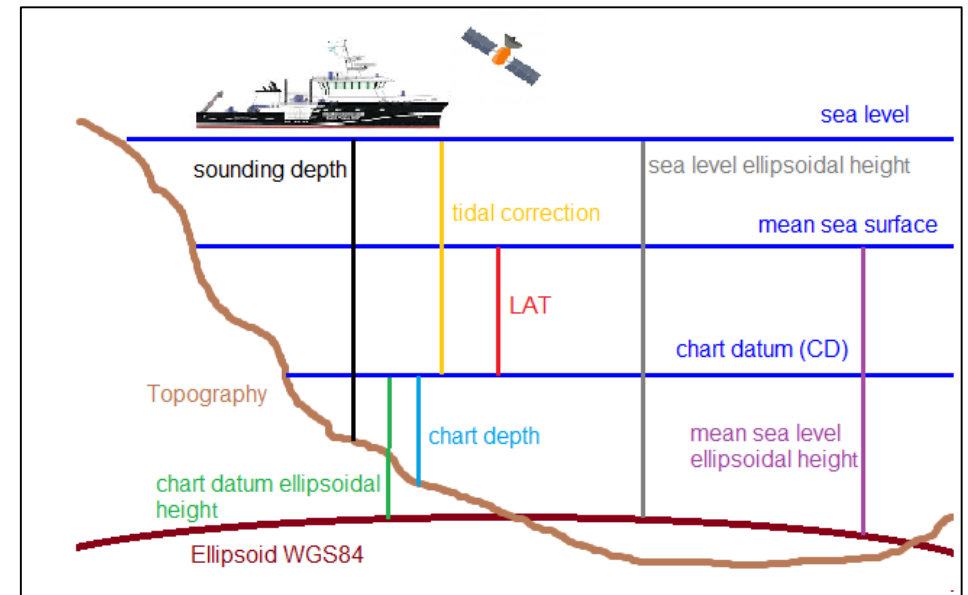 sea level
sounding depth
sea level ellipsoidal height
tidal correction
mean sea surface
LAT
chart datum (CD)
Topography
chart depth
mean sea level
ellipsoidal height
chart datum ellipsoidal
height
Ellipsoid WGS84